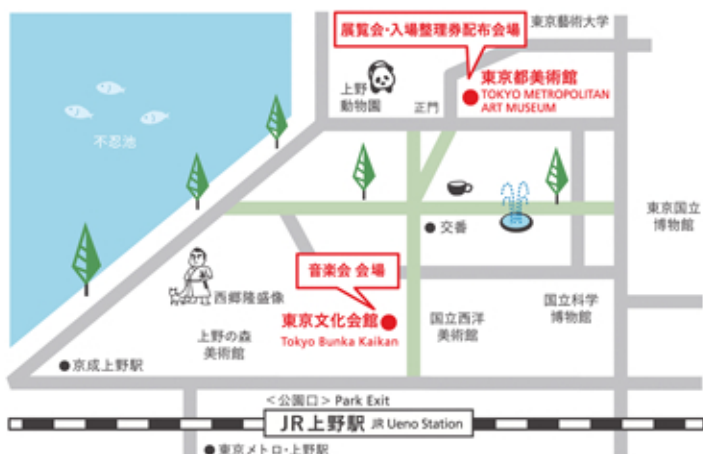 展覧会・入場整理券配布会場
東京藝術大学
上野
動物園
正門
東京都美術館
TOKYO METROPOLITAN
ART MUSEUM
不忍池
交番
東京国立
博物館
音楽会 会場
西郷隆盛像
東京文化会館
Tokyo Bunka Kaikan
上野の森
美術館
国立西洋
美術館
国立科学
博物館
京成上野駅
＜公園口＞ Park Exit
JR上野駅 JR Ueno Station
東京メトロ・上野駅